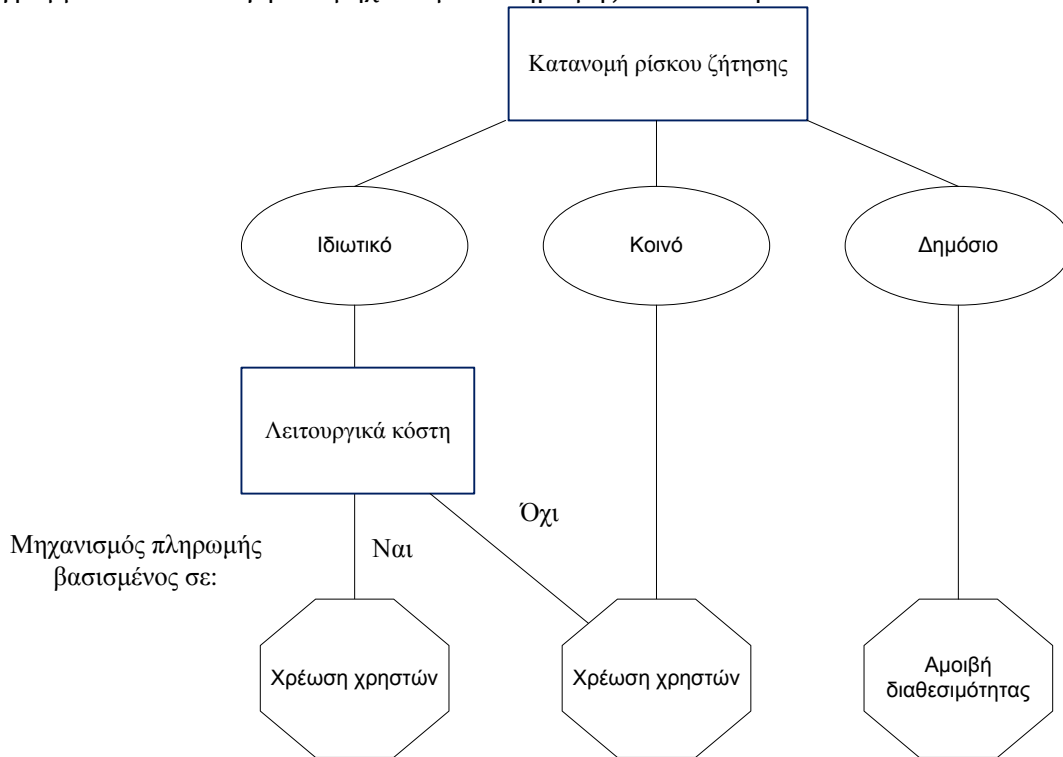 Κατανομή ρίσκου ζήτησης
Ιδιωτικό
Κοινό
Δημόσιο
Λειτουργικά κόστη
Όχι
Μηχανισμός πληρωμής
βασισμένος σε:
Ναι
Χρέωση χρηστών
Χρέωση χρηστών
Αμοιβή
διαθεσιμότητας